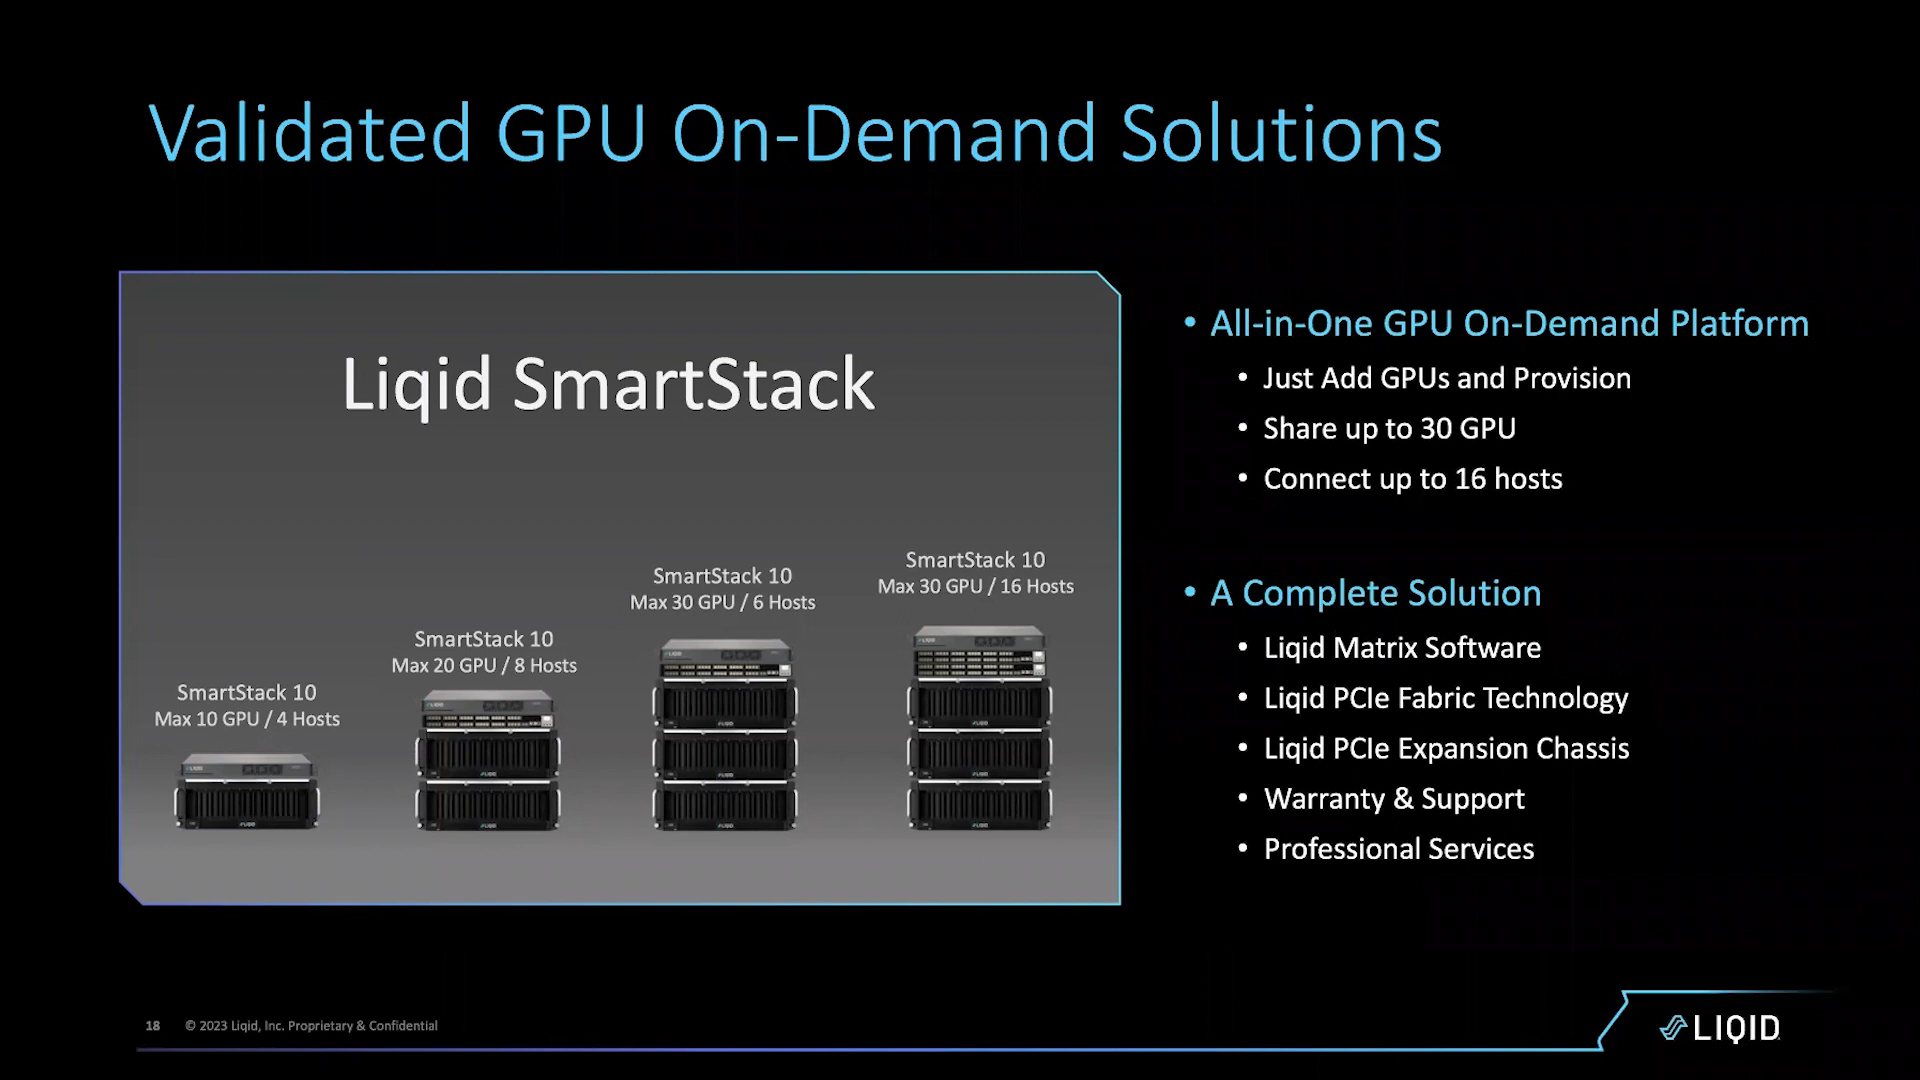 Validated GPU On-Demand Solutions
Liqid SmartStack
SmartStack 10
Max 10 GPU / 4 Hosts
SmartStack 10
Max 20 GPU / 8 Hosts
SmartStack 10
Max 30 GPU / 6 Hosts
SmartStack 10
Max 30 GPU / 16 Hosts
• All-in-One GPU On-Demand Platform
• Just Add GPUs and Provision
• Share up to 30 GPU
• Connect up to 16 hosts
• A Complete Solution
• Liqid Matrix Software
• Liqid PCIe Fabric Technology
• Liqid PCIe Expansion Chassis
• Warranty & Support
• Professional Services
18 © 2023 Liqid, Inc. Proprietary & Confidential
LIQID